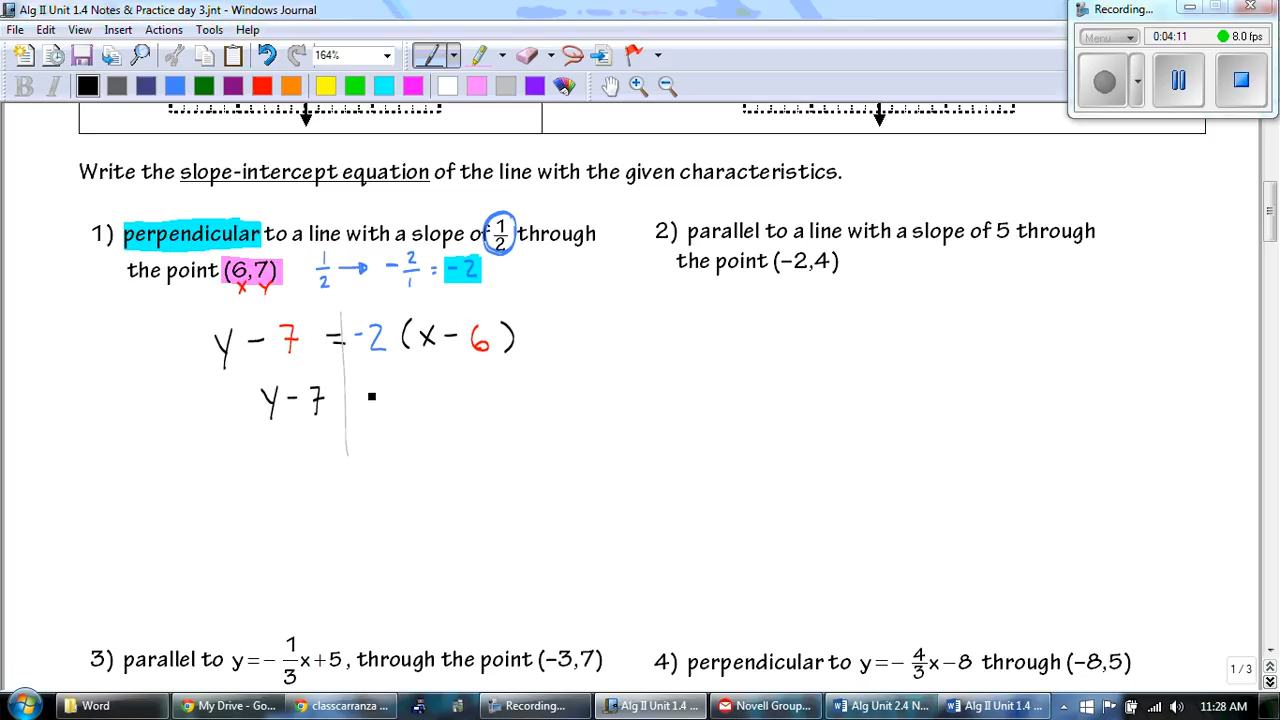 Alg II Unit 1.4 Notes & Practice day 3.jnt - Windows Journal
Recording...
File Edit View Insert Actions Tools Help
Menu 0:04:11 8.0 fps
164%
B I
Write the slope-intercept equation of the line with the given characteristics.
1) perpendicular to a line with a slope of 1/2 through
the point (6,7) 1/2 → -2/1 = -2
x y
y - 7 = -2 (x - 6)
y - 7
2) parallel to a line with a slope of 5 through
the point (−2,4)
3) parallel to y=−1/3x+5, through the point (−3,7)
4) perpendicular to y=−4/3x−8 through (−8,5)
1 / 3
Word My Drive - Goo... classcarranza ... Recording... Alg II Unit 1.4 ... Novell Group... Alg Unit 2.4 N... Alg II Unit 1.4 ... 11:28 AM